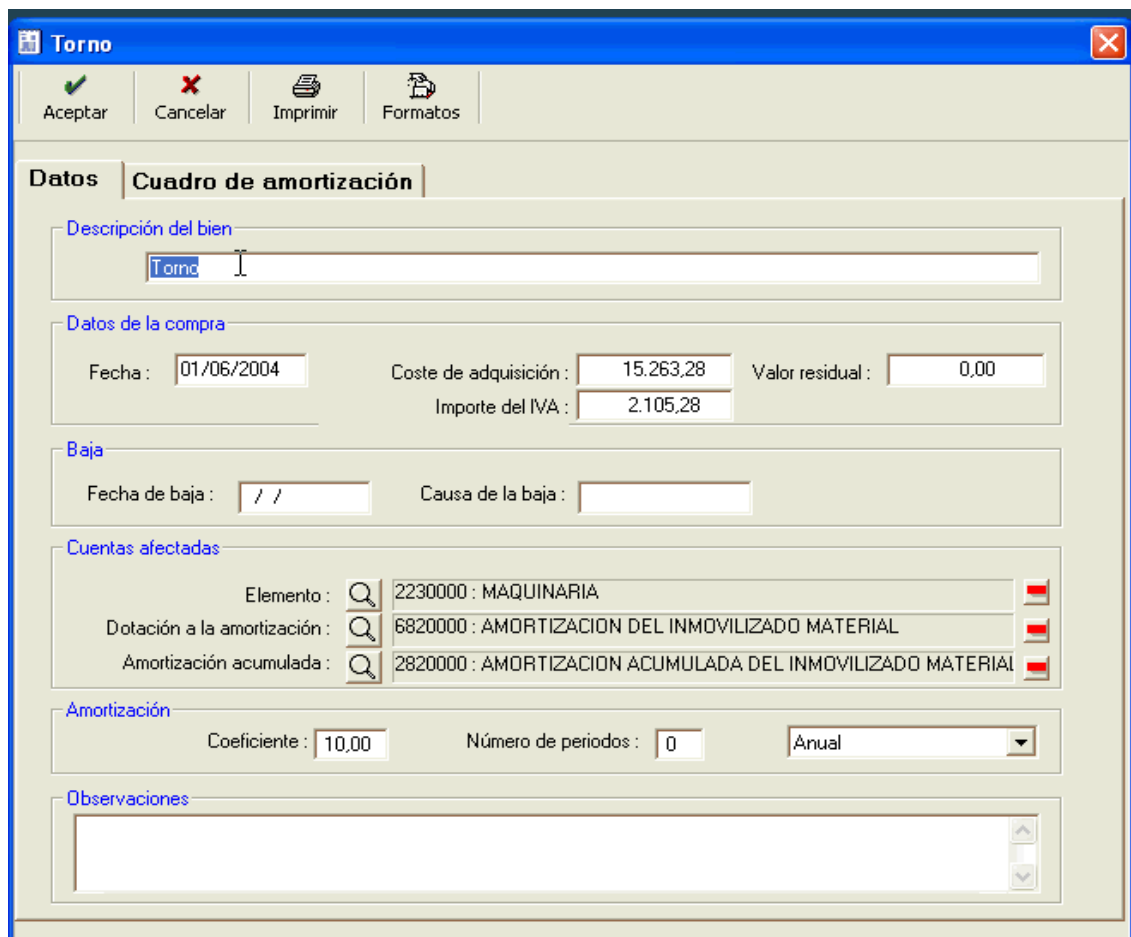 Torno
Aceptar Cancelar Imprimir Formatos
Datos Cuadro de amortización
Descripción del bien
Torno
Datos de la compra
Fecha : 01/06/2004 Coste de adquisición : 15.263,28 Valor residual : 0,00
Importe del IVA : 2.105,28
Baja
Fecha de baja : / / Causa de la baja :
Cuentas afectadas
Elemento : 2230000 : MAQUINARIA
Dotación a la amortización : 6820000 : AMORTIZACION DEL INMOVILIZADO MATERIAL
Amortización acumulada : 2820000 : AMORTIZACION ACUMULADA DEL INMOVILIZADO MATERIAL
Amortización
Coeficiente : 10,00 Número de periodos : 0 Anual
Observaciones